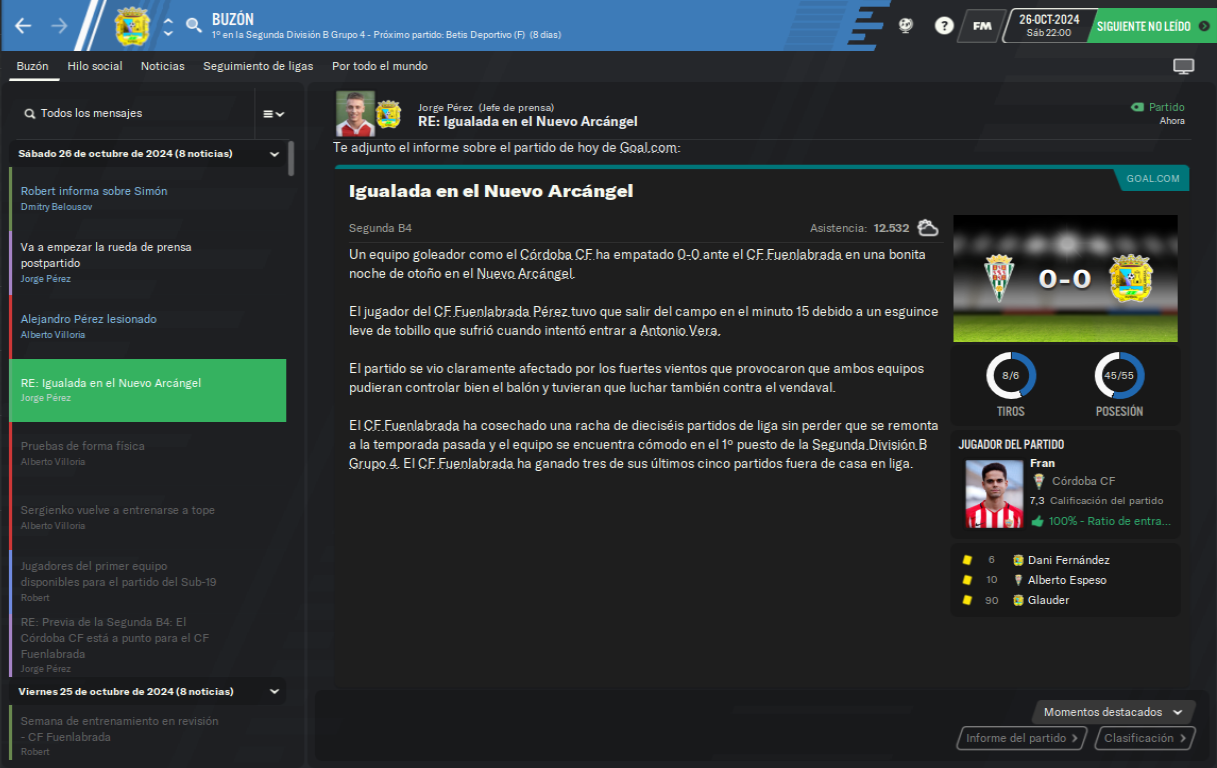 BUZÓN
1º en la Segunda División B Grupo 4 - Próximo partido: Betis Deportivo (F) (8 días)
?
FM
26-OCT-2024
Sáb 22:00
SIGUIENTE NO LEÍDO
Buzón
Hilo social
Noticias
Seguimiento de ligas
Por todo el mundo
Todos los mensajes
Sábado 26 de octubre de 2024 (8 noticias)
Robert informa sobre Simón
Dmitry Belousov
Va a empezar la rueda de prensa
postpartido
Jorge Pérez
Alejandro Pérez lesionado
Alberto Villoria
RE: Igualada en el Nuevo Arcángel
Jorge Pérez
Pruebas de forma física
Alberto Villoria
Sergienko vuelve a entrenarse a tope
Alberto Villoria
Jugadores del primer equipo
disponibles para el partido del Sub-19
Robert
RE: Previa de la Segunda B4: El
Córdoba CF está a punto para el CF
Fuenlabrada
Jorge Pérez
Viernes 25 de octubre de 2024 (8 noticias)
Semana de entrenamiento en revisión
- CF Fuenlabrada
Robert
Jorge Pérez (Jefe de prensa)
RE: Igualada en el Nuevo Arcángel
Partido
Ahora
Te adjunto el informe sobre el partido de hoy de Goal.com:
GOAL.COM
Igualada en el Nuevo Arcángel
Segunda B4
Asistencia: 12.532
Un equipo goleador como el Córdoba CF ha empatado 0-0 ante el CF Fuenlabrada en una bonita
noche de otoño en el Nuevo Arcángel.
El jugador del CF Fuenlabrada Pérez tuvo que salir del campo en el minuto 15 debido a un esguince
leve de tobillo que sufrió cuando intentó entrar a Antonio Vera.
El partido se vio claramente afectado por los fuertes vientos que provocaron que ambos equipos
pudieran controlar bien el balón y tuvieran que luchar también contra el vendaval.
El CF Fuenlabrada ha cosechado una racha de dieciséis partidos de liga sin perder que se remonta
a la temporada pasada y el equipo se encuentra cómodo en el 1º puesto de la Segunda División B
Grupo 4. El CF Fuenlabrada ha ganado tres de sus últimos cinco partidos fuera de casa en liga.
0-0
8/6
TIROS
45/55
POSESIÓN
JUGADOR DEL PARTIDO
Fran
Córdoba CF
7,3 Calificación del partido
100% - Ratio de entra...
6 Dani Fernández
10 Alberto Espeso
90 Glauder
Momentos destacados
Informe del partido
Clasificación